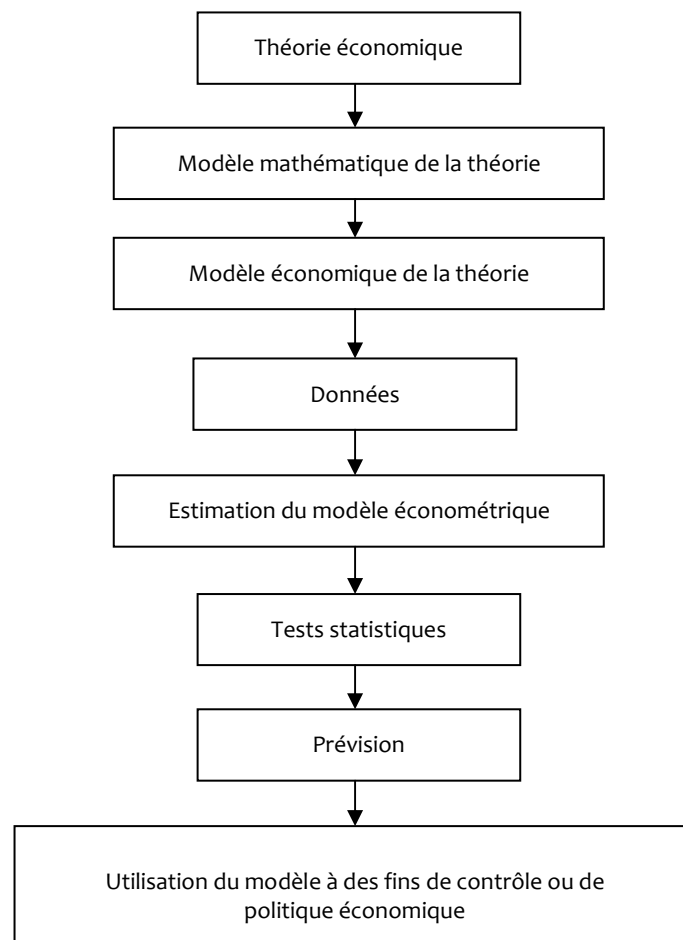 Théorie économique
Modèle mathématique de la théorie
Modèle économique de la théorie
Données
Estimation du modèle économétrique
Tests statistiques
Prévision
Utilisation du modèle à des fins de contrôle ou de
politique économique